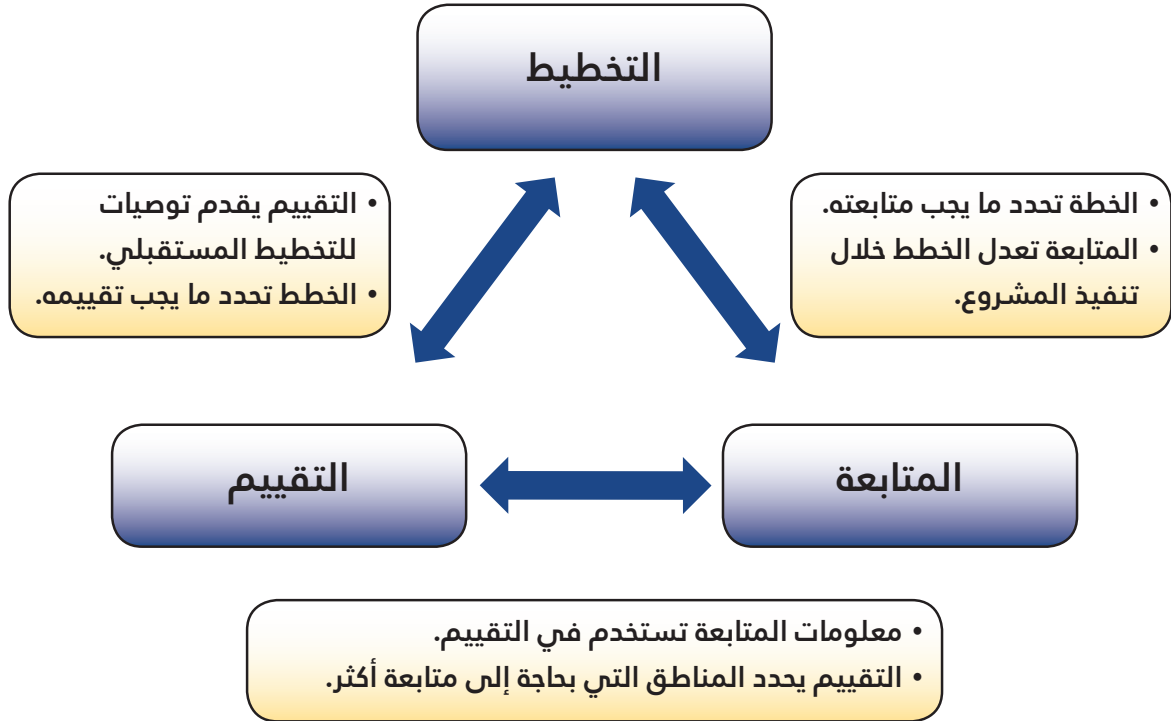 التخطيط
• الخطة تحدد ما يجب متابعته.
• المتابعة تعدل الخطط خلال
تنفيذ المشروع.
• التقييم يقدم توصيات
للتخطيط المستقبلي.
• الخطط تحدد ما يجب تقييمه.
المتابعة
التقييم
• معلومات المتابعة تستخدم في التقييم.
• التقييم يحدد المناطق التي بحاجة إلى متابعة أكثر.